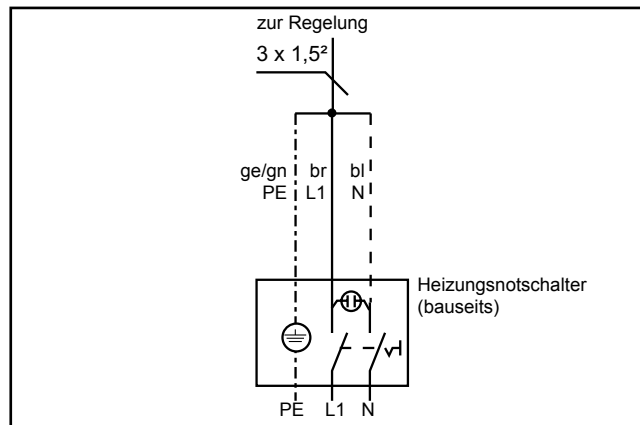 zur Regelung
3 x 1,5²
ge/gn br bl
PE L1 N
Heizungsnotschalter
(bauseits)
PE L1 N